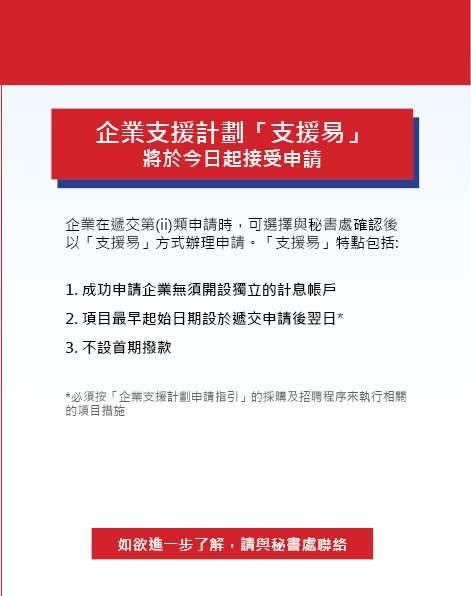 企業支援計劃「支援易」
將於今日起接受申請
企業在遞交第(ii)類申請時，可選擇與秘書處確認後
以「支援易」方式辦理申請。「支援易」特點包括:
1. 成功申請企業無須開設獨立的計息帳戶
2. 項目最早起始日期設於遞交申請後翌日*
3. 不設首期撥款
*必須按「企業支援計劃申請指引」的採購及招聘程序來執行相關
的項目措施
如欲進一步了解，請與秘書處聯絡